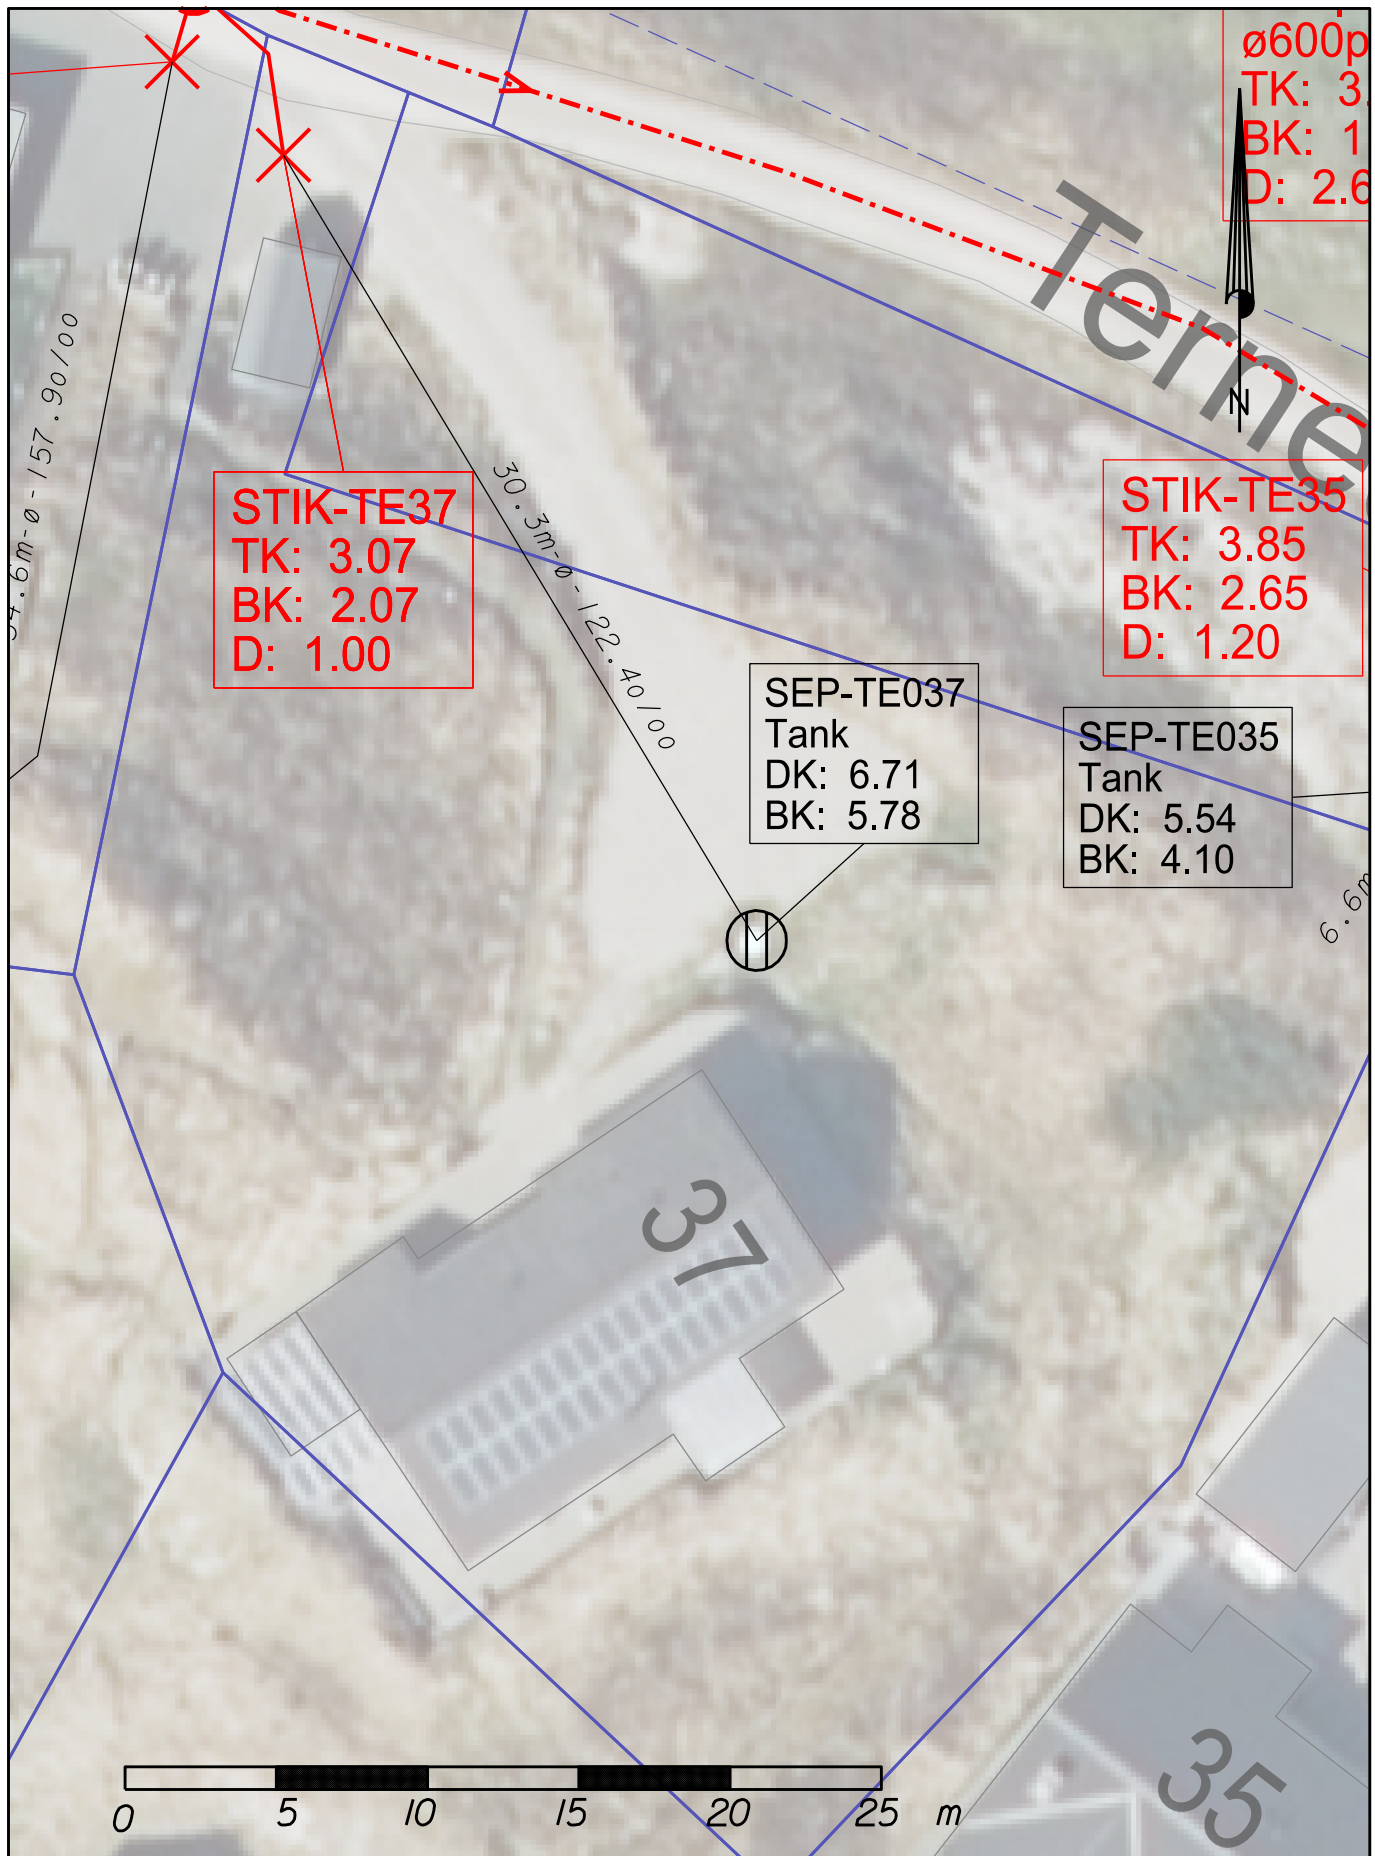 ø600p
TK: 3.
BK: 1
D: 2.6
N
STIK-TE37
TK: 3.07
BK: 2.07
D: 1.00
30.3m-ø-122.40/00
4.6m-ø-157.90/00
STIK-TE35
TK: 3.85
BK: 2.65
D: 1.20
SEP-TE037
Tank
DK: 6.71
BK: 5.78
SEP-TE035
Tank
DK: 5.54
BK: 4.10
6.6m
37
35
0 5 10 15 20 25 m